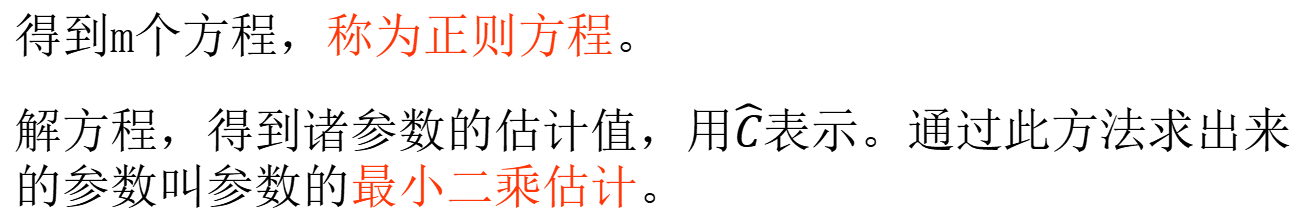 得到m个方程，称为正则方程。
解方程，得到诸参数的估计值，用Ĉ表示。通过此方法求出来
的参数叫参数的最小二乘估计。